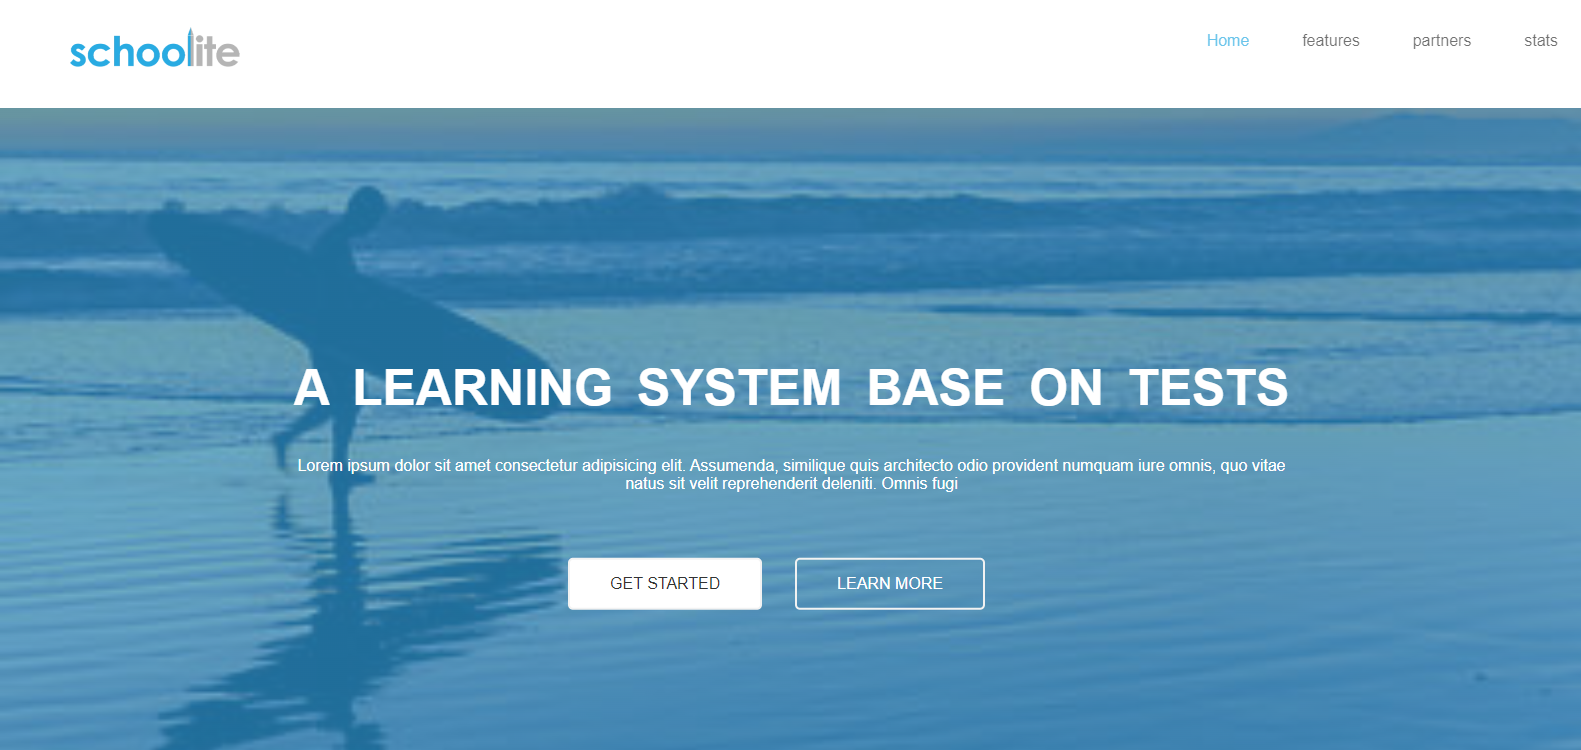 schoolite
Home features partners stats
A LEARNING SYSTEM BASE ON TESTS
Lorem ipsum dolor sit amet consectetur adipisicing elit. Assumenda, similique quis architecto odio provident numquam iure omnis, quo vitae
natus sit velit reprehenderit deleniti. Omnis fugi
GET STARTED LEARN MORE